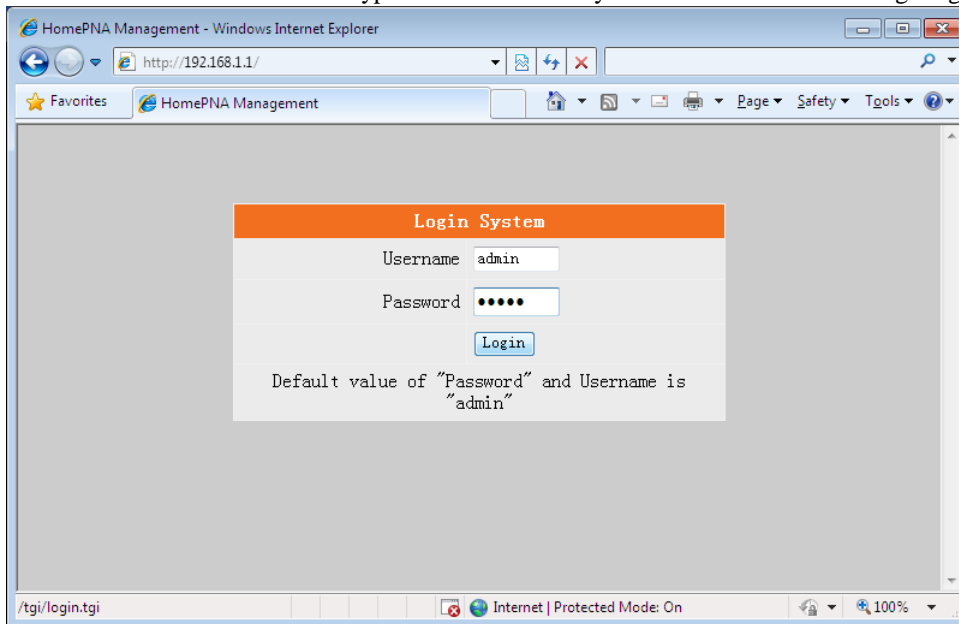 HomePNA Management - Windows Internet Explorer
http://192.168.1.1/
Favorites HomePNA Management Page Safety Tools
Login System
Username admin
Password •••••
Login
Default value of "Password" and Username is
"admin"
/tgi/login.tgi Internet | Protected Mode: On 100%